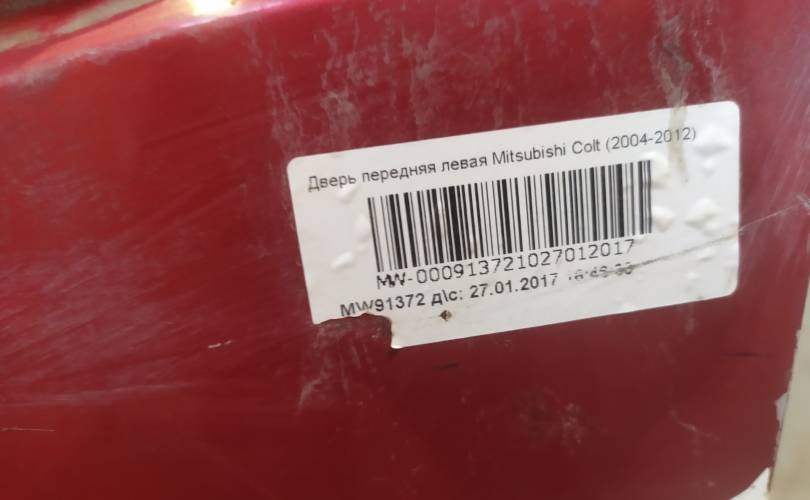 Дверь передняя левая Mitsubishi Colt (2004-2012)
MW-000913721027012017
MW91372 д\с: 27.01.2017